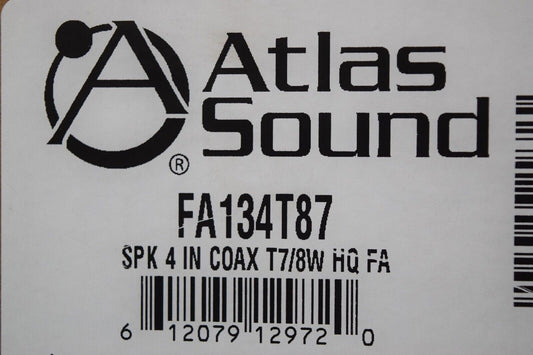 Atlas
Sound
®
FA134T87
SPK 4 IN COAX T7/8W HQ FA
6 12079 12972 0